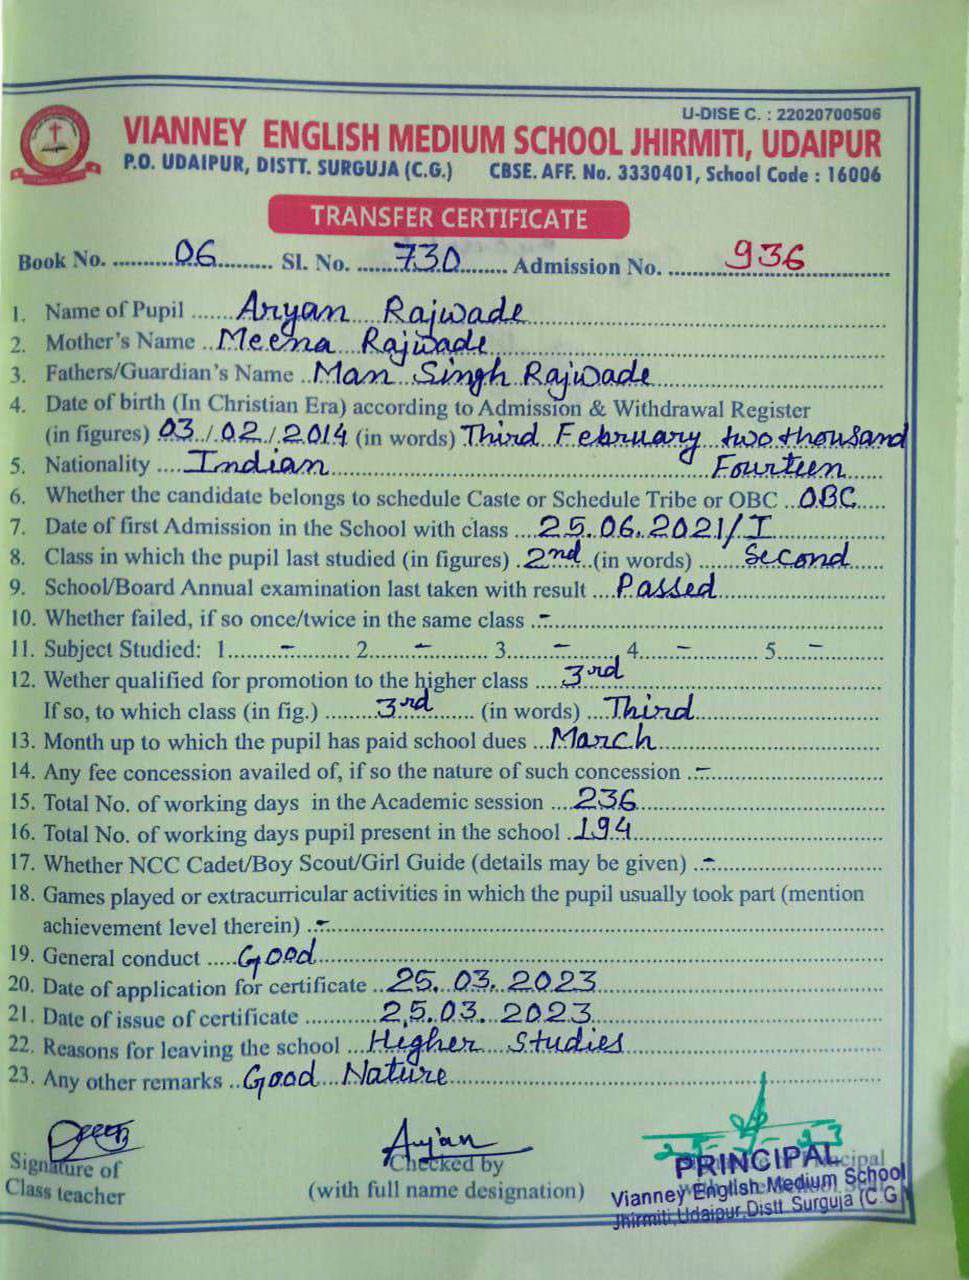 U-DISE C. : 22020700506
VIANNEY ENGLISH MEDIUM SCHOOL JHIRMITI, UDAIPUR
P.O. UDAIPUR, DISTT. SURGUJA (C.G.) CBSE. AFF. No. 3330401, School Code : 16006
TRANSFER CERTIFICATE
Book No. 06 Sl. No. 730 Admission No. 936
1. Name of Pupil Aryan Rajwade
2. Mother's Name Meena Rajwade
3. Fathers/Guardian's Name Man Singh Rajwade
4. Date of birth (In Christian Era) according to Admission & Withdrawal Register
(in figures) 03/02/2014 (in words) Third February two thousand
5. Nationality Indian Fourteen
6. Whether the candidate belongs to schedule Caste or Schedule Tribe or OBC OBC
7. Date of first Admission in the School with class 25.06.2021/I
8. Class in which the pupil last studied (in figures) 2nd (in words) Second
9. School/Board Annual examination last taken with result Passed
10. Whether failed, if so once/twice in the same class -
11. Subject Studied: 1 - 2 - 3 - 4 - 5 -
12. Wether qualified for promotion to the higher class 3rd
If so, to which class (in fig.) 3rd (in words) Third
13. Month up to which the pupil has paid school dues March
14. Any fee concession availed of, if so the nature of such concession -
15. Total No. of working days in the Academic session 236
16. Total No. of working days pupil present in the school 194
17. Whether NCC Cadet/Boy Scout/Girl Guide (details may be given) -
18. Games played or extracurricular activities in which the pupil usually took part (mention
achievement level therein) -
19. General conduct Good
20. Date of application for certificate 25.03.2023
21. Date of issue of certificate 25.03.2023
22. Reasons for leaving the school Higher Studies
23. Any other remarks Good Nature
Signature of
Class teacher
Checked by
(with full name designation)
PRINCIPAL
Vianney English Medium School
Jhirmiti, Udaipur, Distt Surguja (C.G.)